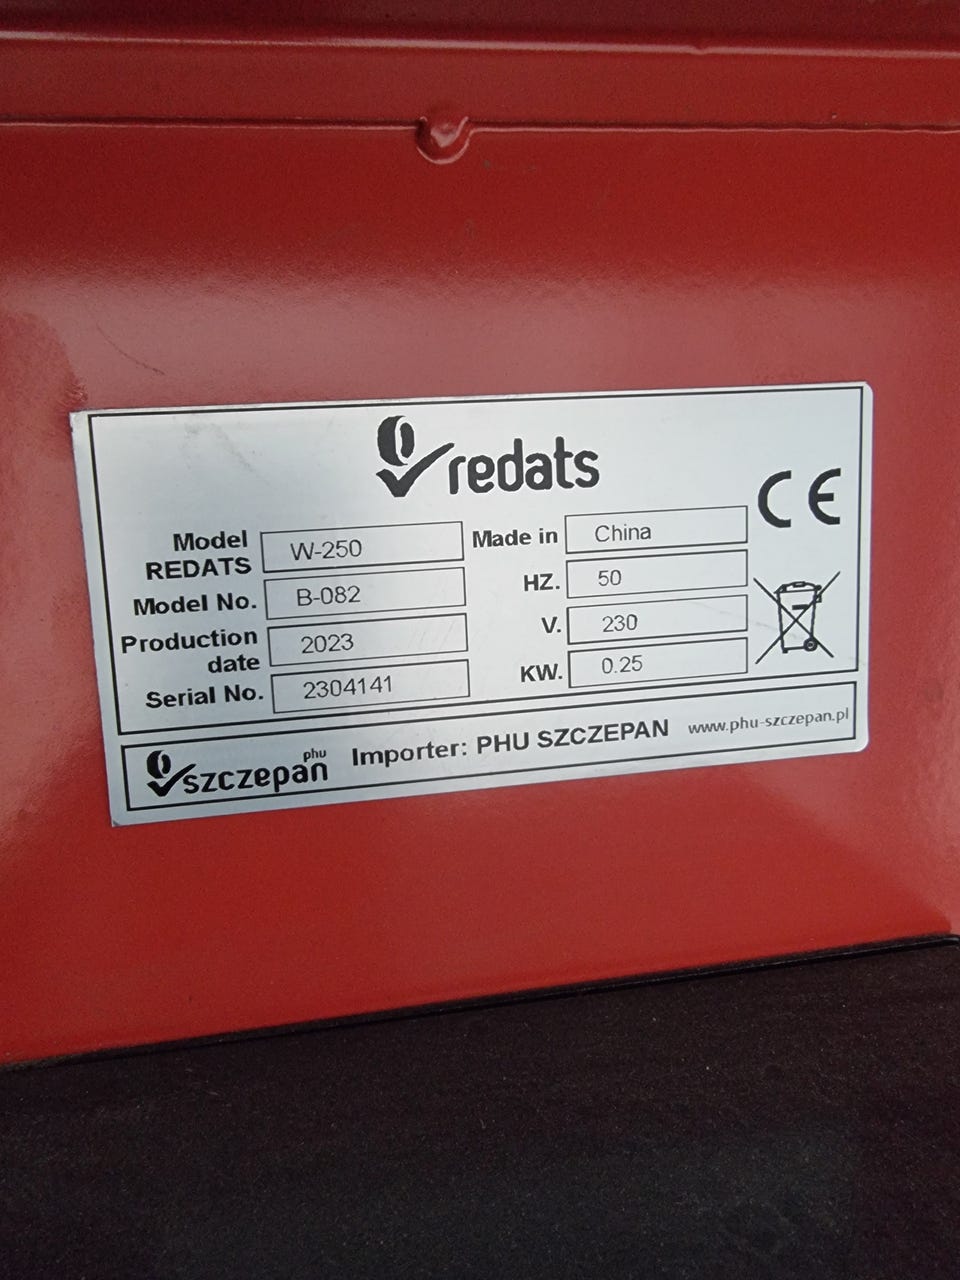 redats
CE
Model REDATS W-250
Made in China
Model No. B-082
HZ. 50
Production date 2023
V. 230
Serial No. 2304141
KW. 0.25
phu szczepan
Importer: PHU SZCZEPAN
www.phu-szczepan.pl